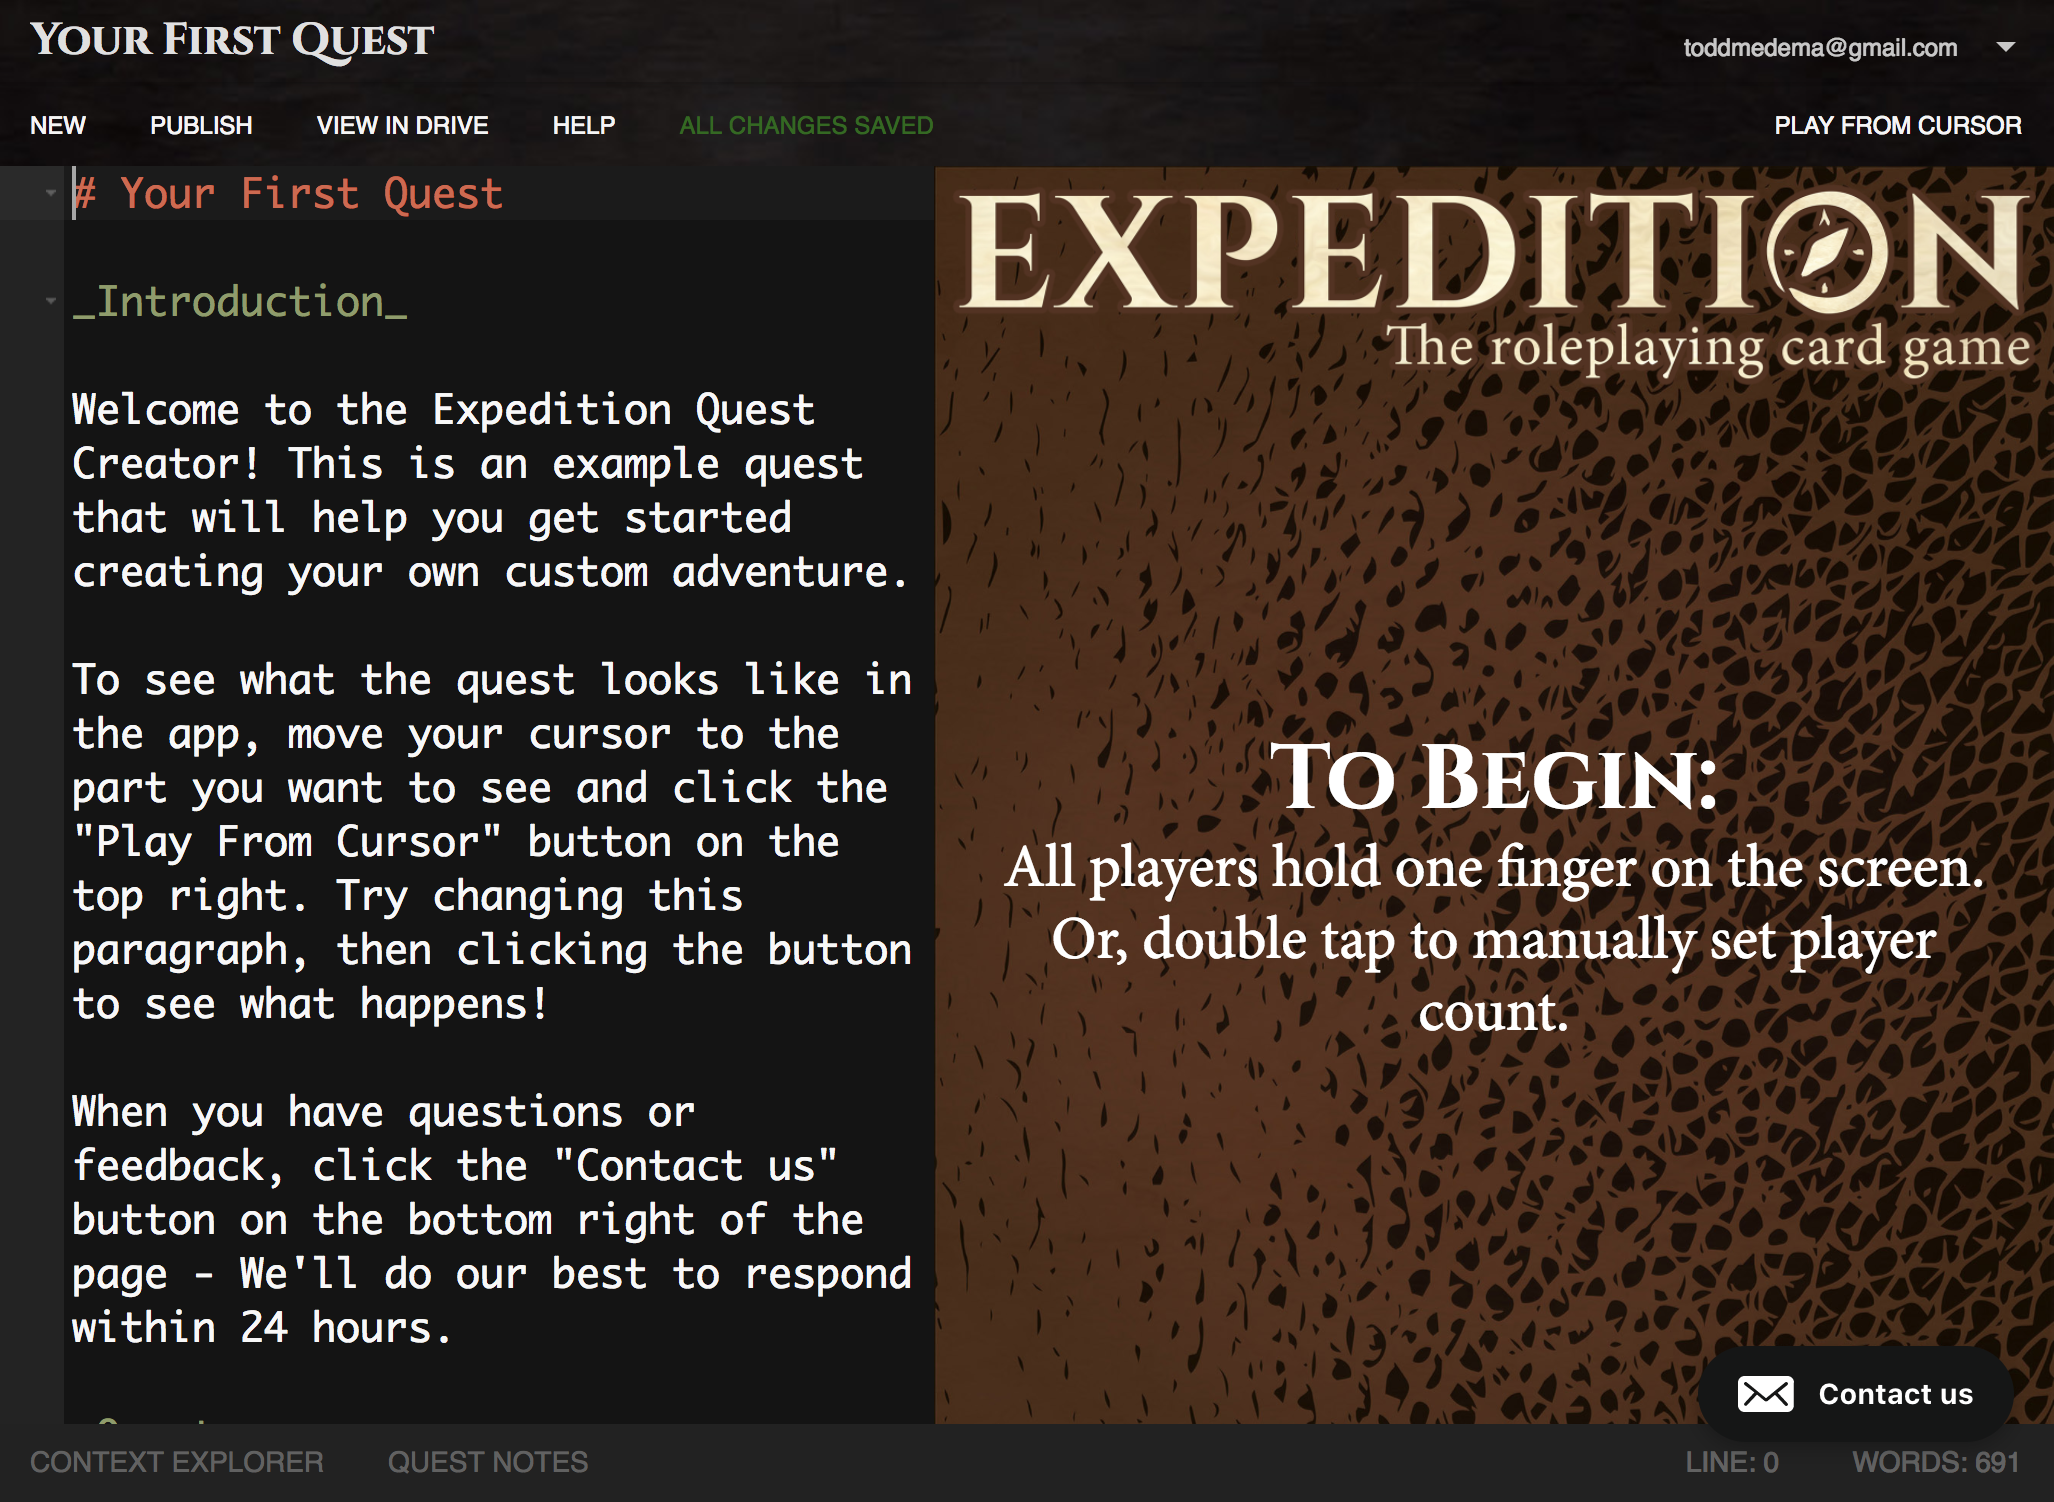 YOUR FIRST QUEST
toddmedema@gmail.com
NEW PUBLISH VIEW IN DRIVE HELP ALL CHANGES SAVED PLAY FROM CURSOR
# Your First Quest
_Introduction_
Welcome to the Expedition Quest
Creator! This is an example quest
that will help you get started
creating your own custom adventure.
To see what the quest looks like in
the app, move your cursor to the
part you want to see and click the
"Play From Cursor" button on the
top right. Try changing this
paragraph, then clicking the button
to see what happens!
When you have questions or
feedback, click the "Contact us"
button on the bottom right of the
page - We'll do our best to respond
within 24 hours.
EXPEDITION
The roleplaying card game
TO BEGIN:
All players hold one finger on the screen.
Or, double tap to manually set player
count.
Contact us
CONTEXT EXPLORER QUEST NOTES LINE: 0 WORDS: 691